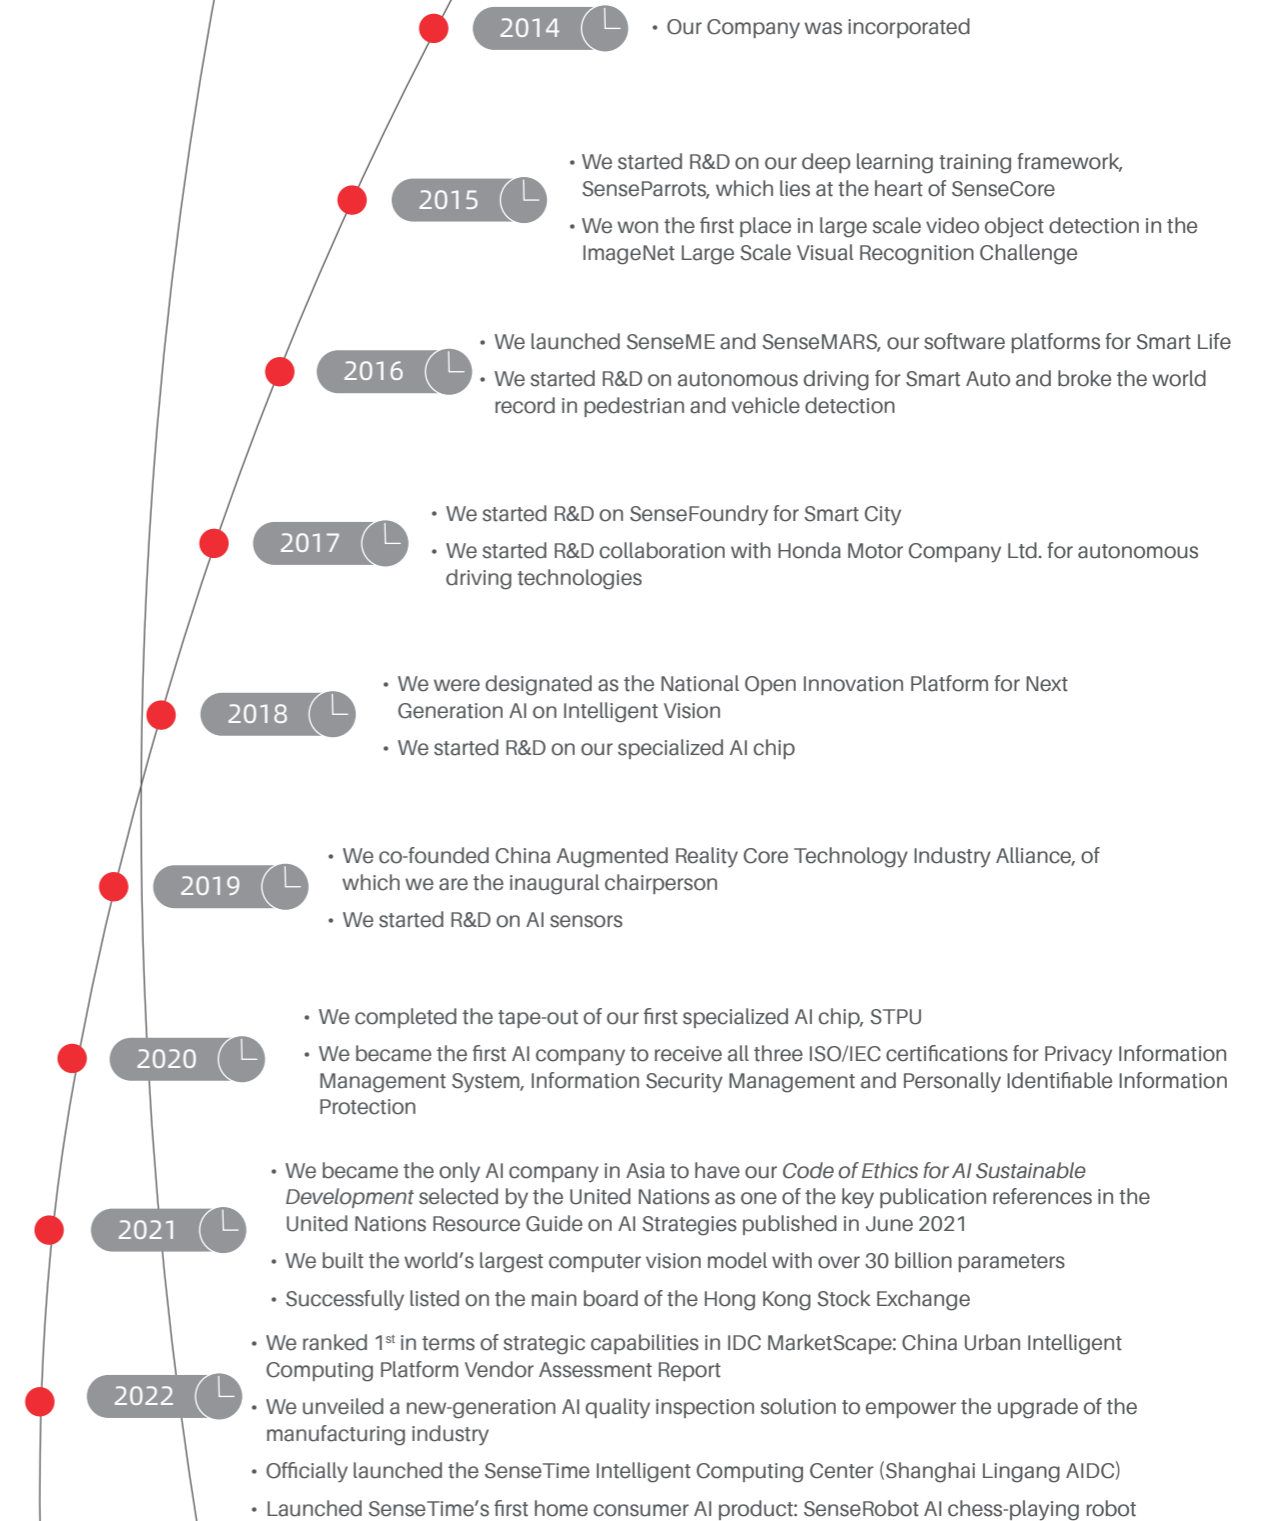 2014
• Our Company was incorporated
2015
• We started R&D on our deep learning training framework,
SenseParrots, which lies at the heart of SenseCore
• We won the first place in large scale video object detection in the
ImageNet Large Scale Visual Recognition Challenge
2016
• We launched SenseME and SenseMARS, our software platforms for Smart Life
• We started R&D on autonomous driving for Smart Auto and broke the world
record in pedestrian and vehicle detection
2017
• We started R&D on SenseFoundry for Smart City
• We started R&D collaboration with Honda Motor Company Ltd. for autonomous
driving technologies
2018
• We were designated as the National Open Innovation Platform for Next
Generation AI on Intelligent Vision
• We started R&D on our specialized AI chip
2019
• We co-founded China Augmented Reality Core Technology Industry Alliance, of
which we are the inaugural chairperson
• We started R&D on AI sensors
2020
• We completed the tape-out of our first specialized AI chip, STPU
• We became the first AI company to receive all three ISO/IEC certifications for Privacy Information
Management System, Information Security Management and Personally Identifiable Information
Protection
2021
• We became the only AI company in Asia to have our Code of Ethics for AI Sustainable
Development selected by the United Nations as one of the key publication references in the
United Nations Resource Guide on AI Strategies published in June 2021
• We built the world's largest computer vision model with over 30 billion parameters
• Successfully listed on the main board of the Hong Kong Stock Exchange
2022
• We ranked 1st in terms of strategic capabilities in IDC MarketScape: China Urban Intelligent
Computing Platform Vendor Assessment Report
• We unveiled a new-generation AI quality inspection solution to empower the upgrade of the
manufacturing industry
• Officially launched the SenseTime Intelligent Computing Center (Shanghai Lingang AIDC)
• Launched SenseTime's first home consumer AI product: SenseRobot AI chess-playing robot